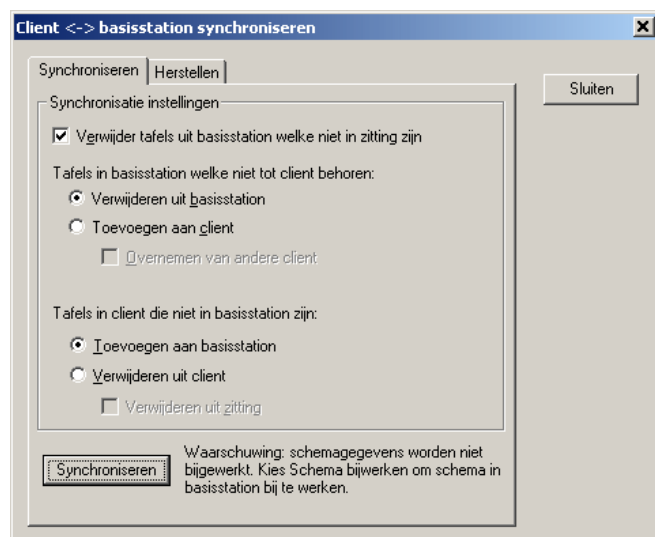 Client <-> basisstation synchroniseren
Synchroniseren
Herstellen
Sluiten
Synchronisatie instellingen
Verwijder tafels uit basisstation welke niet in zitting zijn
Tafels in basisstation welke niet tot client behoren:
Verwijderen uit basisstation
Toevoegen aan client
Overnemen van andere client
Tafels in client die niet in basisstation zijn:
Toevoegen aan basisstation
Verwijderen uit client
Verwijderen uit zitting
Synchroniseren
Waarschuwing: schemagegevens worden niet
bijgewerkt. Kies Schema bijwerken om schema in
basisstation bij te werken.